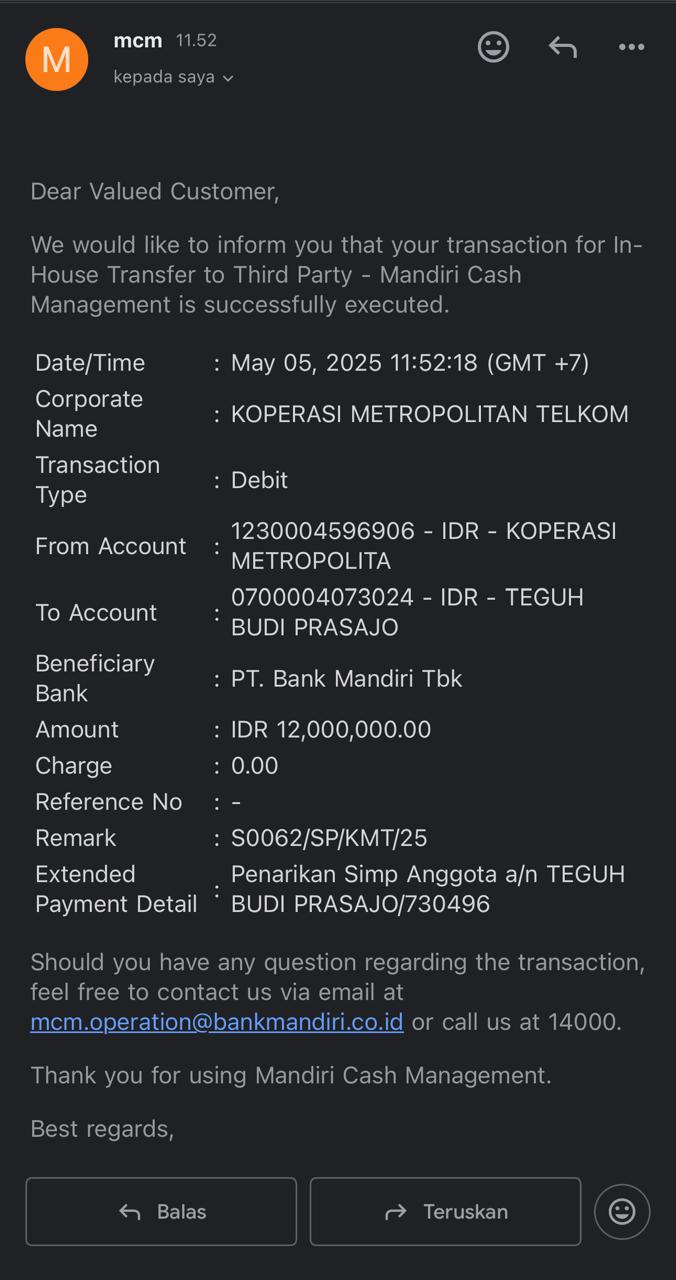 M
mcm 11.52
kepada saya
Dear Valued Customer,
We would like to inform you that your transaction for In-
House Transfer to Third Party - Mandiri Cash
Management is successfully executed.
Date/Time : May 05, 2025 11:52:18 (GMT +7)
Corporate
Name : KOPERASI METROPOLITAN TELKOM
Transaction
Type : Debit
From Account : 1230004596906 - IDR - KOPERASI
METROPOLITA
To Account : 0700004073024 - IDR - TEGUH
BUDI PRASAJO
Beneficiary
Bank : PT. Bank Mandiri Tbk
Amount : IDR 12,000,000.00
Charge : 0.00
Reference No : -
Remark : S0062/SP/KMT/25
Extended
Payment Detail : Penarikan Simp Anggota a/n TEGUH
BUDI PRASAJO/730496
Should you have any question regarding the transaction,
feel free to contact us via email at
mcm.operation@bankmandiri.co.id or call us at 14000.
Thank you for using Mandiri Cash Management.
Best regards,
Balas
Teruskan